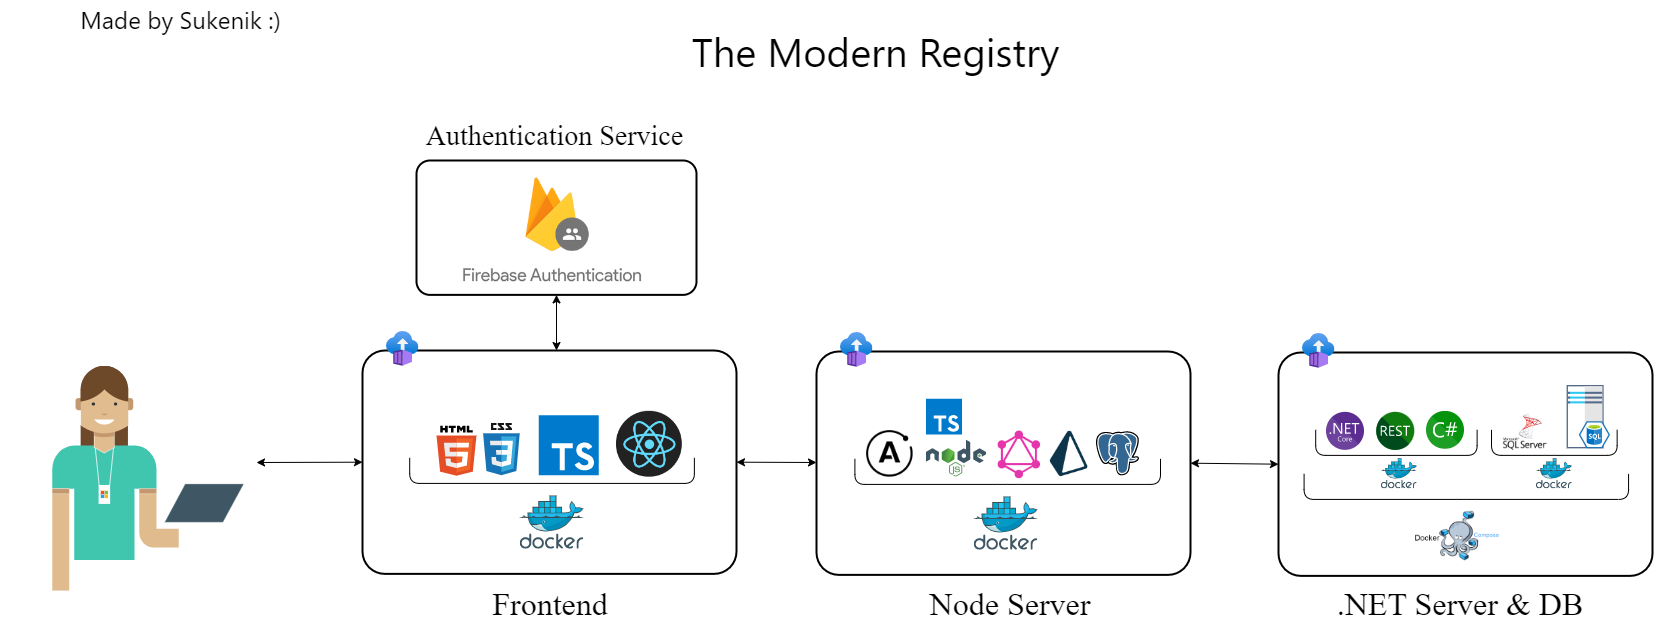 Made by Sukenik :)
The Modern Registry
Authentication Service
Firebase Authentication
HTML
5
CSS
3
TS
docker
Frontend
TS
node
JS
docker
Node Server
.NET
Core
REST
C#
Microsoft
SQL Server
SQL
docker
docker
Docker Compose
.NET Server & DB